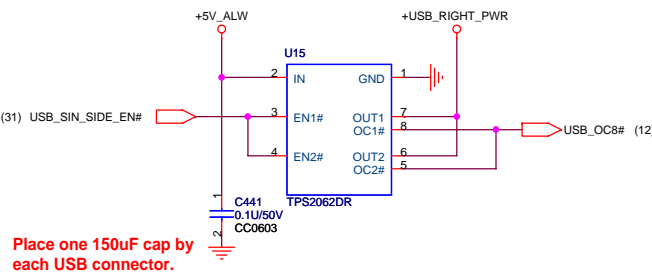 +5V_ALW
+USB_RIGHT_PWR
U15
2 IN GND 1
(31) USB_SIN_SIDE_EN# 3 EN1# OUT1 7
OC1# 8 USB_OC8# (12
4 EN2# OUT2 6
OC2# 5
TPS2062DR
1
C441
0.1U/50V
CC0603
2
Place one 150uF cap by
each USB connector.